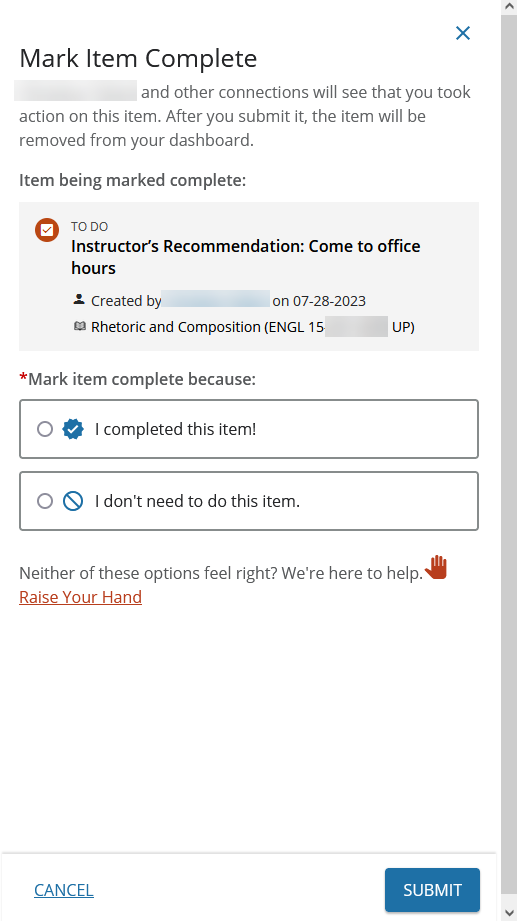 Mark Item Complete
and other connections will see that you took
action on this item. After you submit it, the item will be
removed from your dashboard.
Item being marked complete:
TO DO
Instructor’s Recommendation: Come to office
hours
Created by on 07-28-2023
Rhetoric and Composition (ENGL 15- UP)
*Mark item complete because:
I completed this item!
I don't need to do this item.
Neither of these options feel right? We're here to help.
Raise Your Hand
CANCEL
SUBMIT